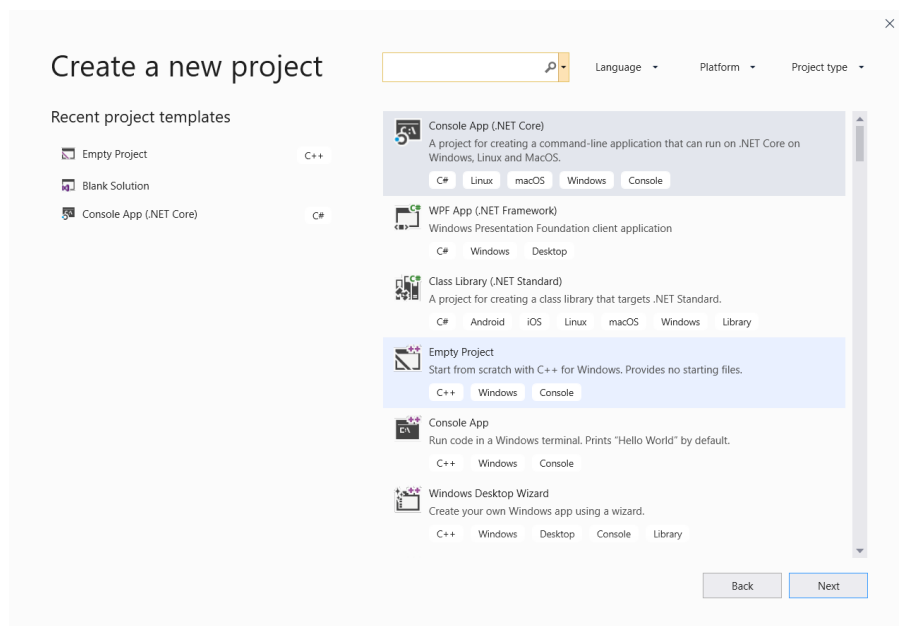 Create a new project
Language
Platform
Project type
Recent project templates
Empty Project
C++
Blank Solution
Console App (.NET Core)
C#
Console App (.NET Core)
A project for creating a command-line application that can run on .NET Core on
Windows, Linux and MacOS.
C# Linux macOS Windows Console
WPF App (.NET Framework)
Windows Presentation Foundation client application
C# Windows Desktop
Class Library (.NET Standard)
A project for creating a class library that targets .NET Standard.
C# Android iOS Linux macOS Windows Library
Empty Project
Start from scratch with C++ for Windows. Provides no starting files.
C++ Windows Console
Console App
Run code in a Windows terminal. Prints "Hello World" by default.
C++ Windows Console
Windows Desktop Wizard
Create your own Windows app using a wizard.
C++ Windows Desktop Console Library
Back
Next